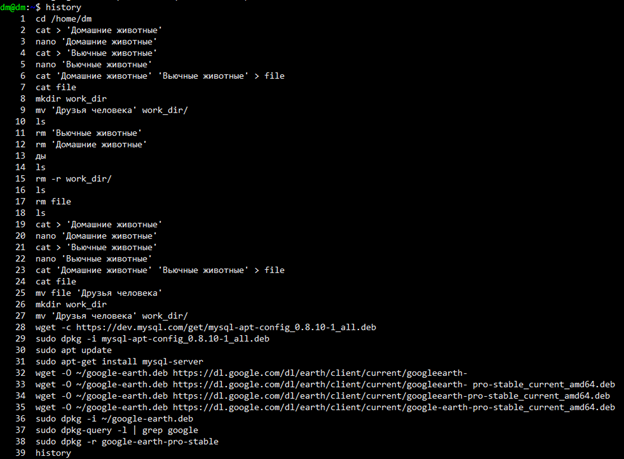 dm@dm: $ history
1 cd /home/dm
2 cat > 'Домашние животные'
3 nano 'Домашние животные'
4 cat > 'Вьючные животные'
5 nano 'Вьючные животные'
6 cat 'Домашние животные' 'Вьючные животные' > file
7 cat file
8 mkdir work_dir
9 mv 'Друзья человека' work_dir/
10 ls
11 rm 'Вьючные животные'
12 rm 'Домашние животные'
13 ды
14 ls
15 rm -r work_dir/
16 ls
17 rm file
18 ls
19 cat > 'Домашние животные'
20 nano 'Домашние животные'
21 cat > 'Вьючные животные'
22 nano 'Вьючные животные'
23 cat 'Домашние животные' 'Вьючные животные' > file
24 cat file
25 mv file 'Друзья человека'
26 mkdir work_dir
27 mv 'Друзья человека' work_dir/
28 wget -c https://dev.mysql.com/get/mysql-apt-config_0.8.10-1_all.deb
29 sudo dpkg -i mysql-apt-config_0.8.10-1_all.deb
30 sudo apt update
31 sudo apt-get install mysql-server
32 wget -O ~/google-earth.deb https://dl.google.com/dl/earth/client/current/googleearth-
33 wget -O ~/google-earth.deb https://dl.google.com/dl/earth/client/current/googleearth- pro-stable_current_amd64.deb
34 wget -O ~/google-earth.deb https://dl.google.com/dl/earth/client/current/googleearth-pro-stable_current_amd64.deb
35 wget -O ~/google-earth.deb https://dl.google.com/dl/earth/client/current/google-earth-pro-stable_current_amd64.deb
36 sudo dpkg -i ~/google-earth.deb
37 sudo dpkg-query -l | grep google
38 sudo dpkg -r google-earth-pro-stable
39 history